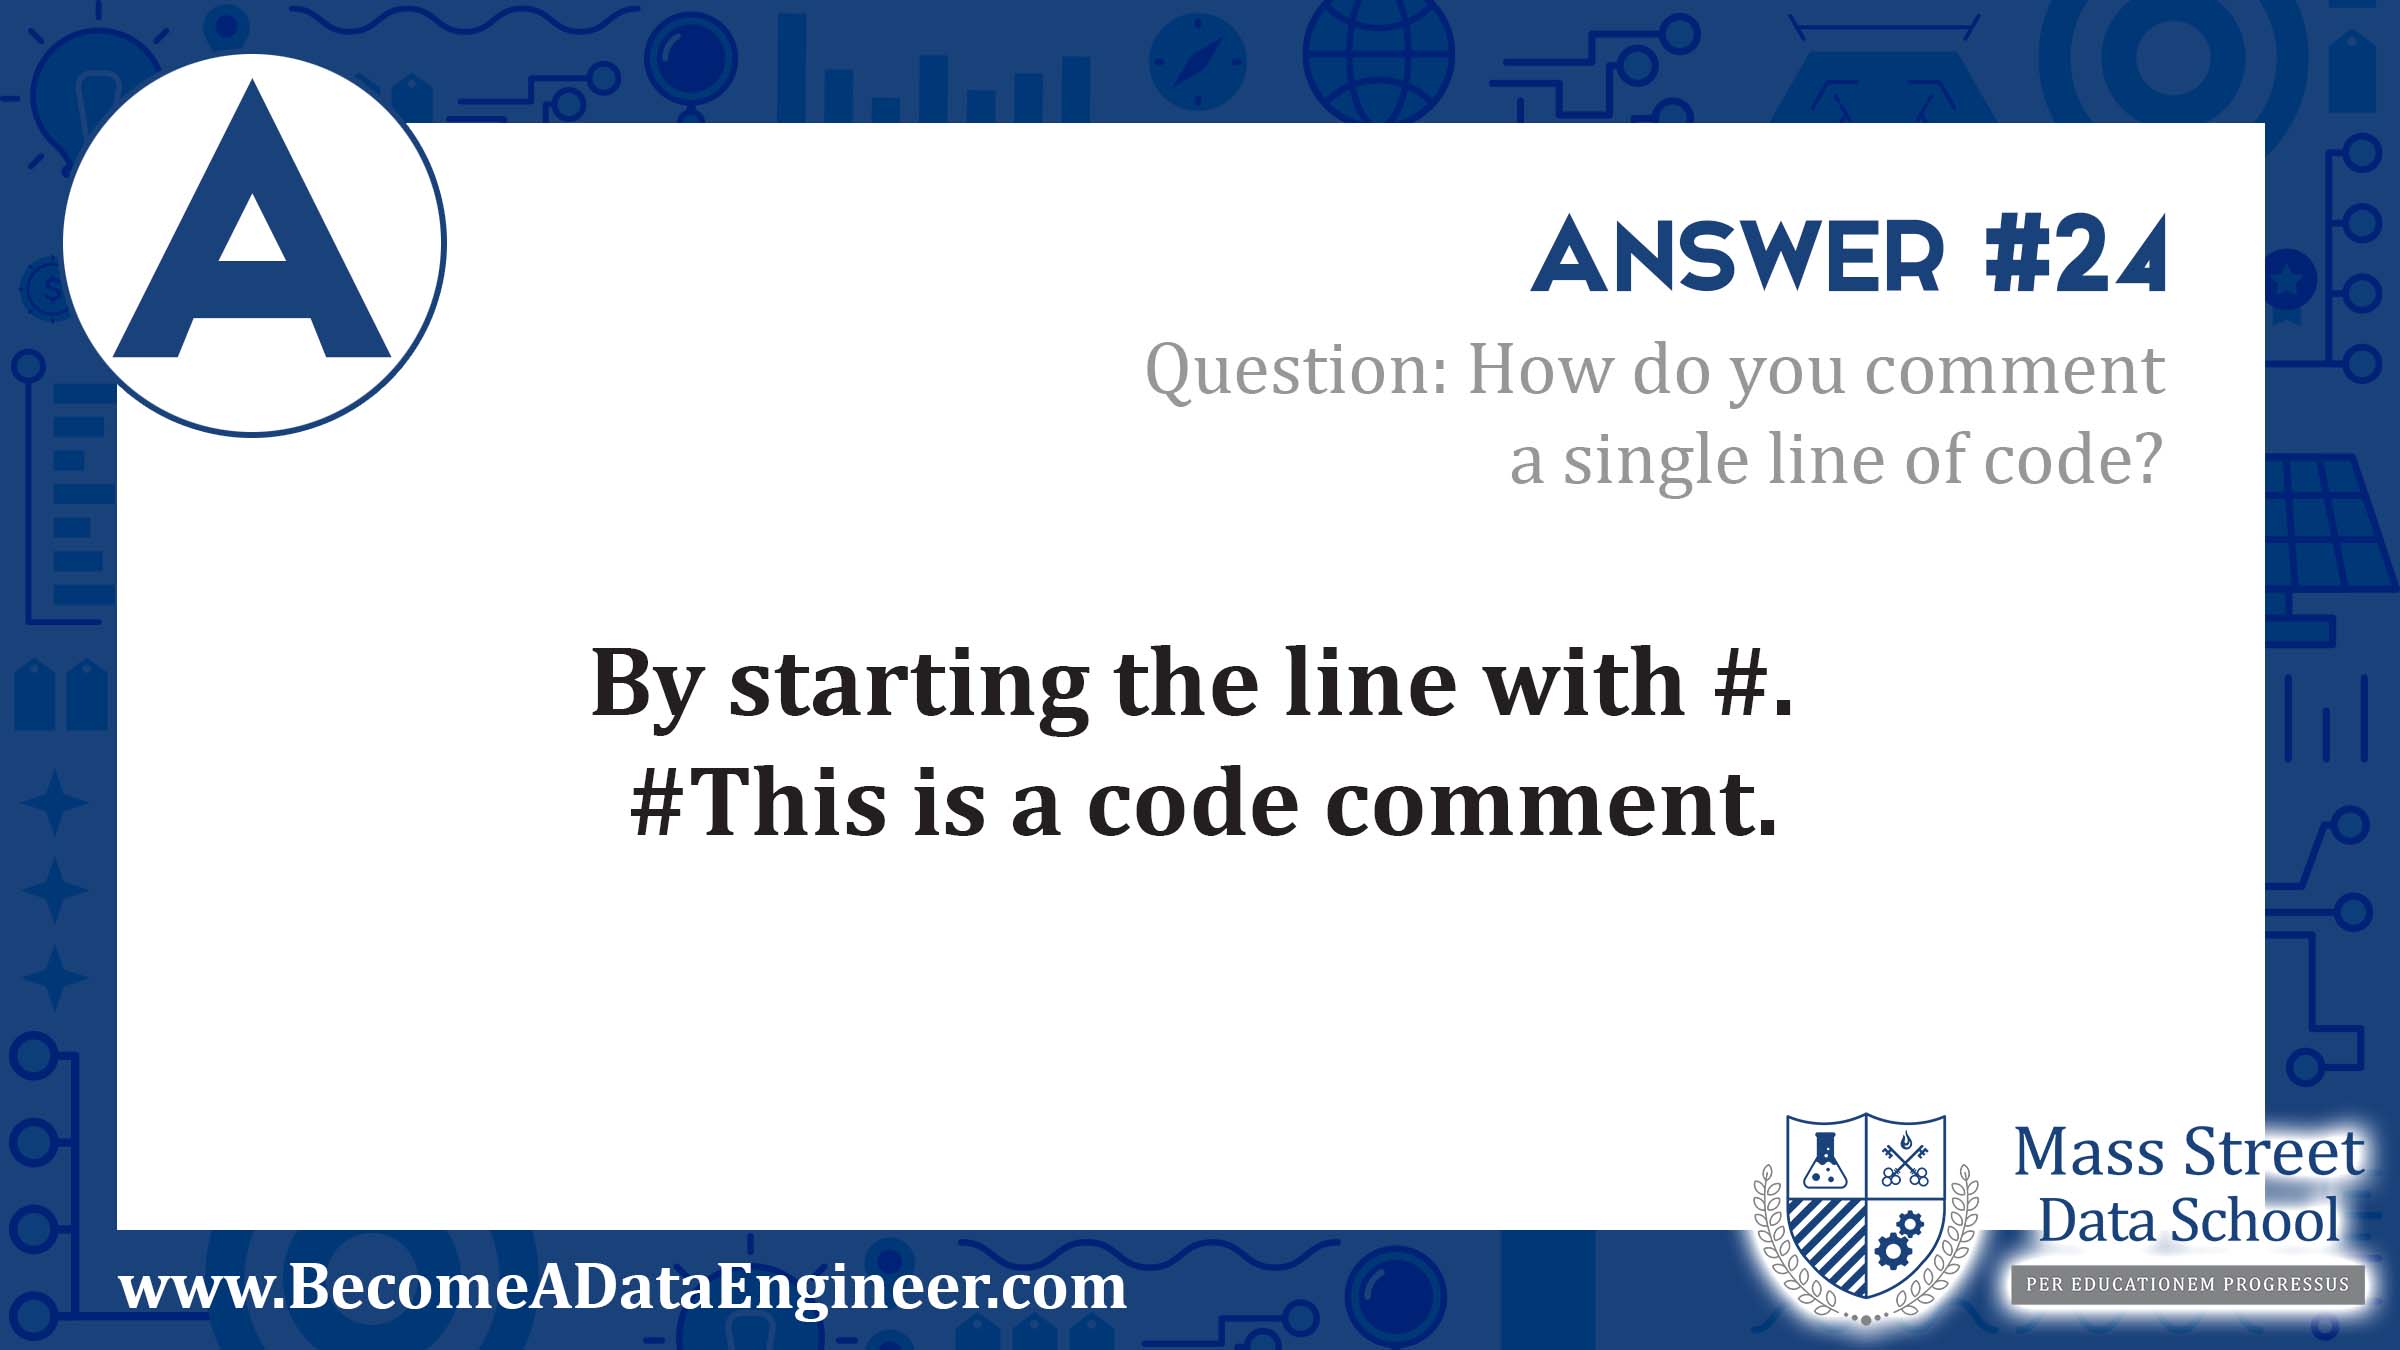 A
Answer #24
Question: How do you comment
a single line of code?
By starting the line with #.
#This is a code comment.
Mass Street
Data School
PER EDUCATIONEM PROGRESSUS
www.BecomeADataEngineer.com